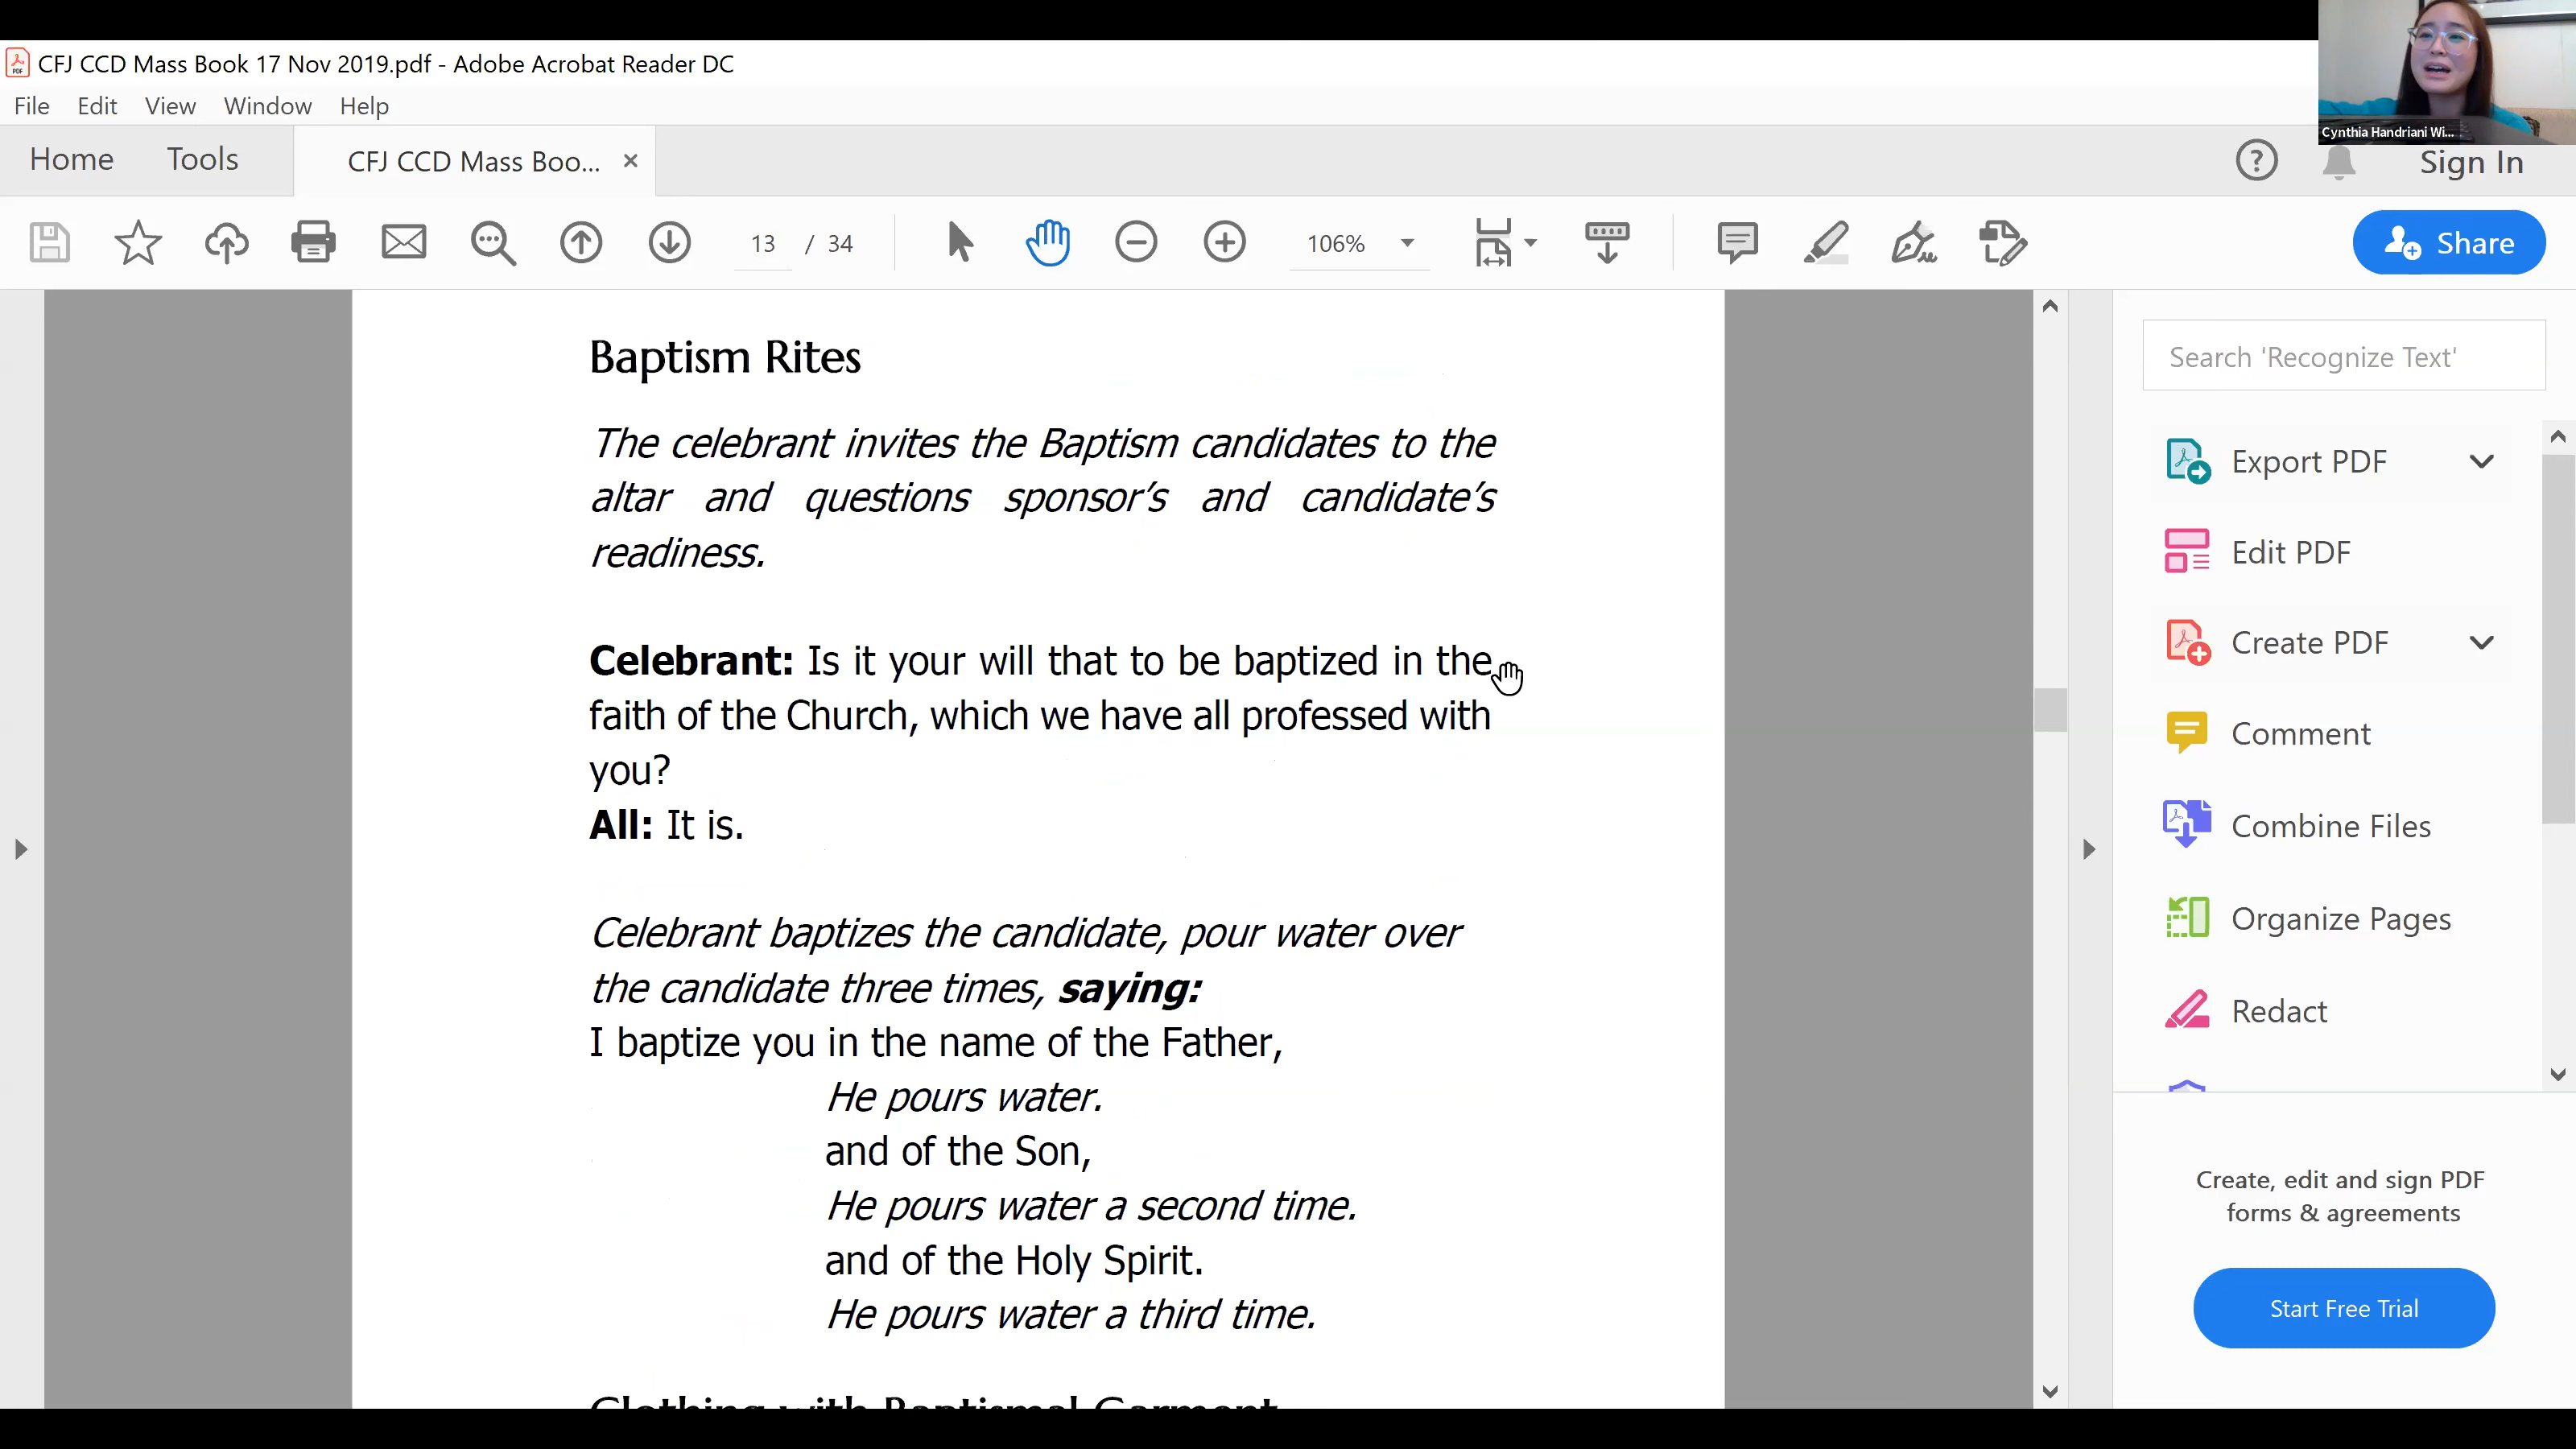 CFJ CCD Mass Book 17 Nov 2019.pdf - Adobe Acrobat Reader DC
File Edit View Window Help
Cynthia Handriani Wi...
Home Tools CFJ CCD Mass Boo... Sign In
13 / 34 106% Share
Baptism Rites
The celebrant invites the Baptism candidates to the
altar and questions sponsor's and candidate's
readiness.
Celebrant: Is it your will that to be baptized in the
faith of the Church, which we have all professed with
you?
All: It is.
Celebrant baptizes the candidate, pour water over
the candidate three times, saying:
I baptize you in the name of the Father,
He pours water.
and of the Son,
He pours water a second time.
and of the Holy Spirit.
He pours water a third time.
Clothing with Baptismal Garment
Search 'Recognize Text'
Export PDF
Edit PDF
Create PDF
Comment
Combine Files
Organize Pages
Redact
Create, edit and sign PDF
forms & agreements
Start Free Trial